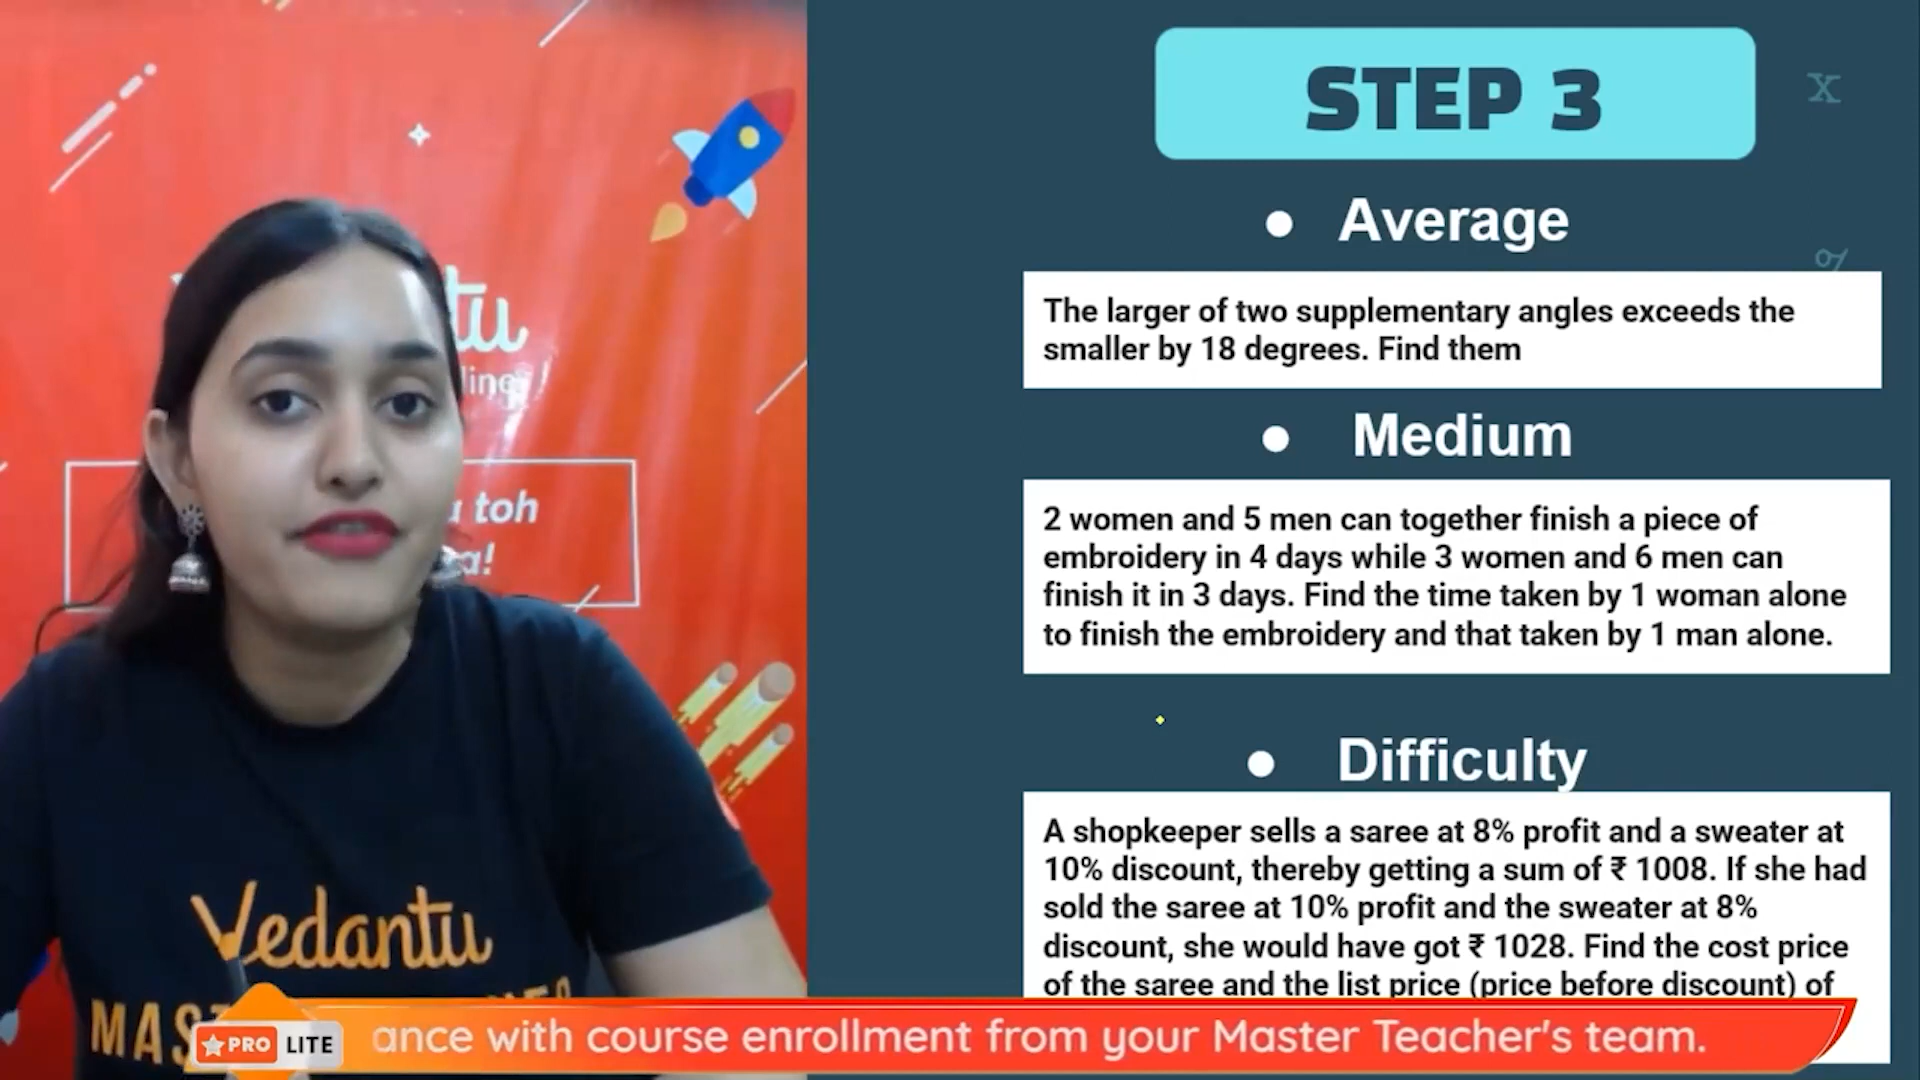 STEP 3
X
• Average
The larger of two supplementary angles exceeds the
smaller by 18 degrees. Find them
• Medium
2 women and 5 men can together finish a piece of
embroidery in 4 days while 3 women and 6 men can
finish it in 3 days. Find the time taken by 1 woman alone
to finish the embroidery and that taken by 1 man alone.
• Difficulty
A shopkeeper sells a saree at 8% profit and a sweater at
10% discount, thereby getting a sum of ₹ 1008. If she had
sold the saree at 10% profit and the sweater at 8%
discount, she would have got ₹ 1028. Find the cost price
of the saree and the list price (price before discount) of
tu
line
toh
a!
Vedantu
MAS
PRO LITE
ance with course enrollment from your Master Teacher's team.